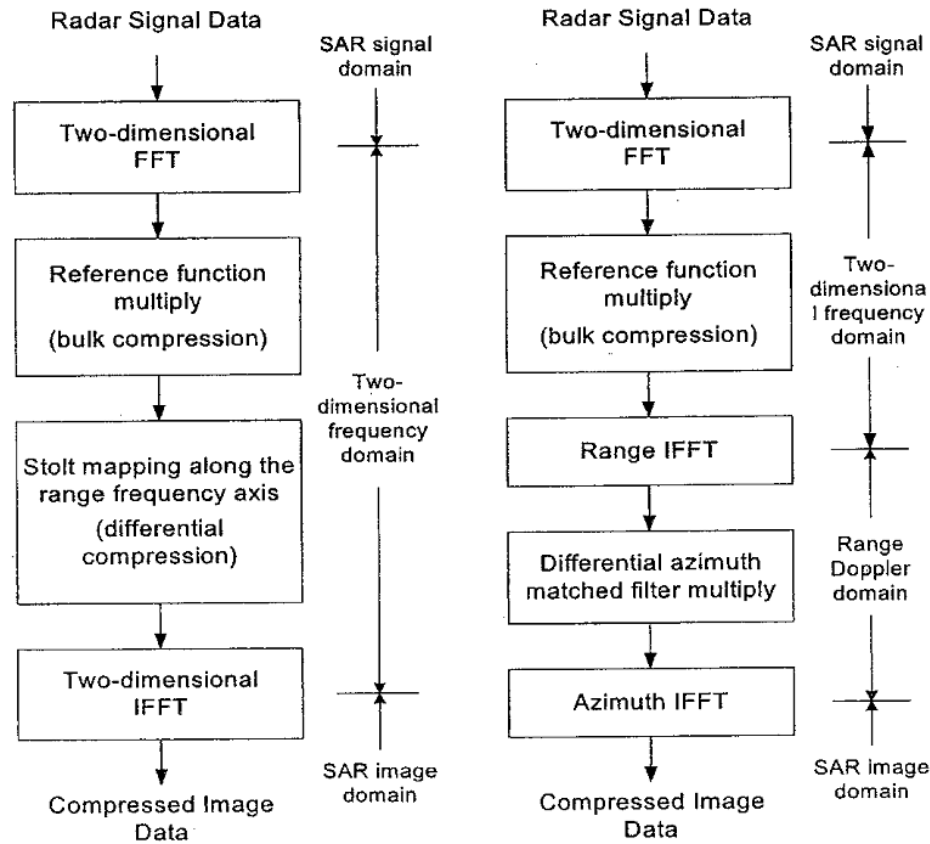 Radar Signal Data
SAR signal
domain
Two-dimensional
FFT
Reference function
multiply
(bulk compression)
Two-
dimensional
frequency
domain
Stolt mapping along the
range frequency axis
(differential
compression)
Two-dimensional
IFFT
SAR image
domain
Compressed Image
Data
Radar Signal Data
SAR signal
domain
Two-dimensional
FFT
Reference function
multiply
(bulk compression)
Two-
dimensiona
l frequency
domain
Range IFFT
Differential azimuth
matched filter multiply
Range
Doppler
domain
Azimuth IFFT
SAR image
domain
Compressed Image
Data